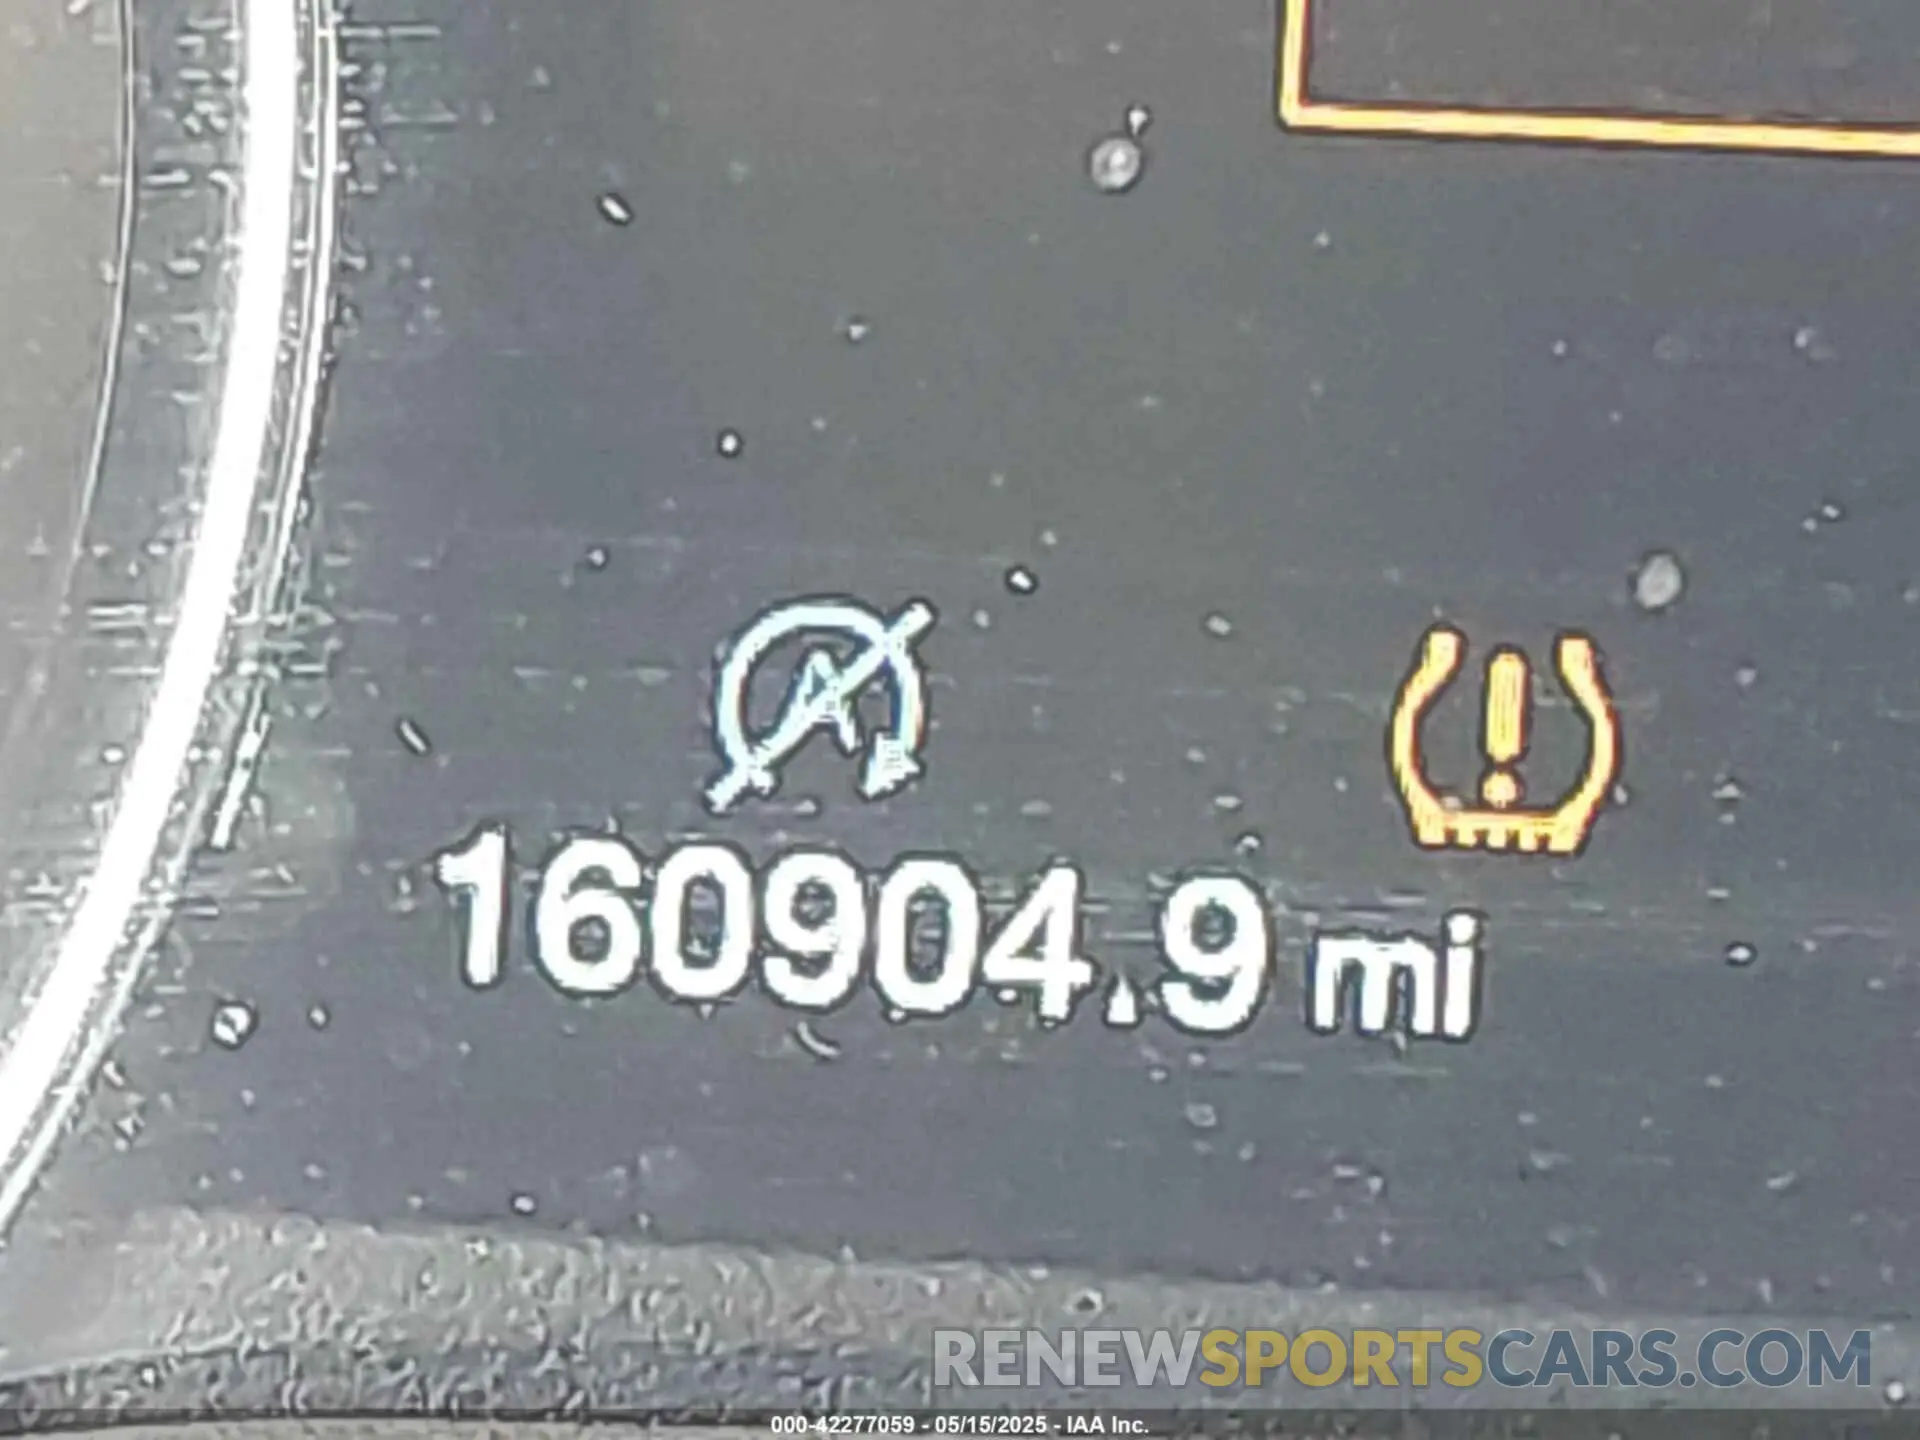 A
160904.9 mi
RENEWSPORTSCARS.COM
000-42277059 - 05/15/2025 - IAA Inc.